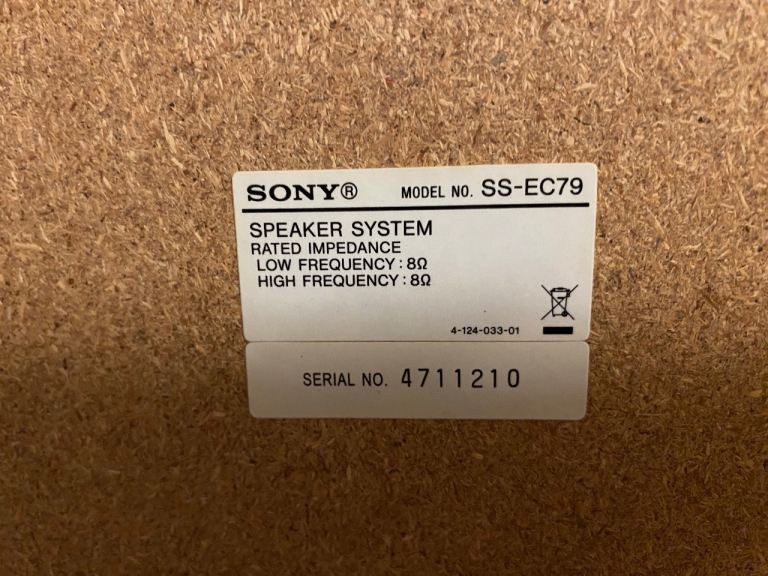 SONY® MODEL NO. SS-EC79
SPEAKER SYSTEM
RATED IMPEDANCE
LOW FREQUENCY : 8Ω
HIGH FREQUENCY : 8Ω
4-124-033-01
SERIAL NO. 4711210